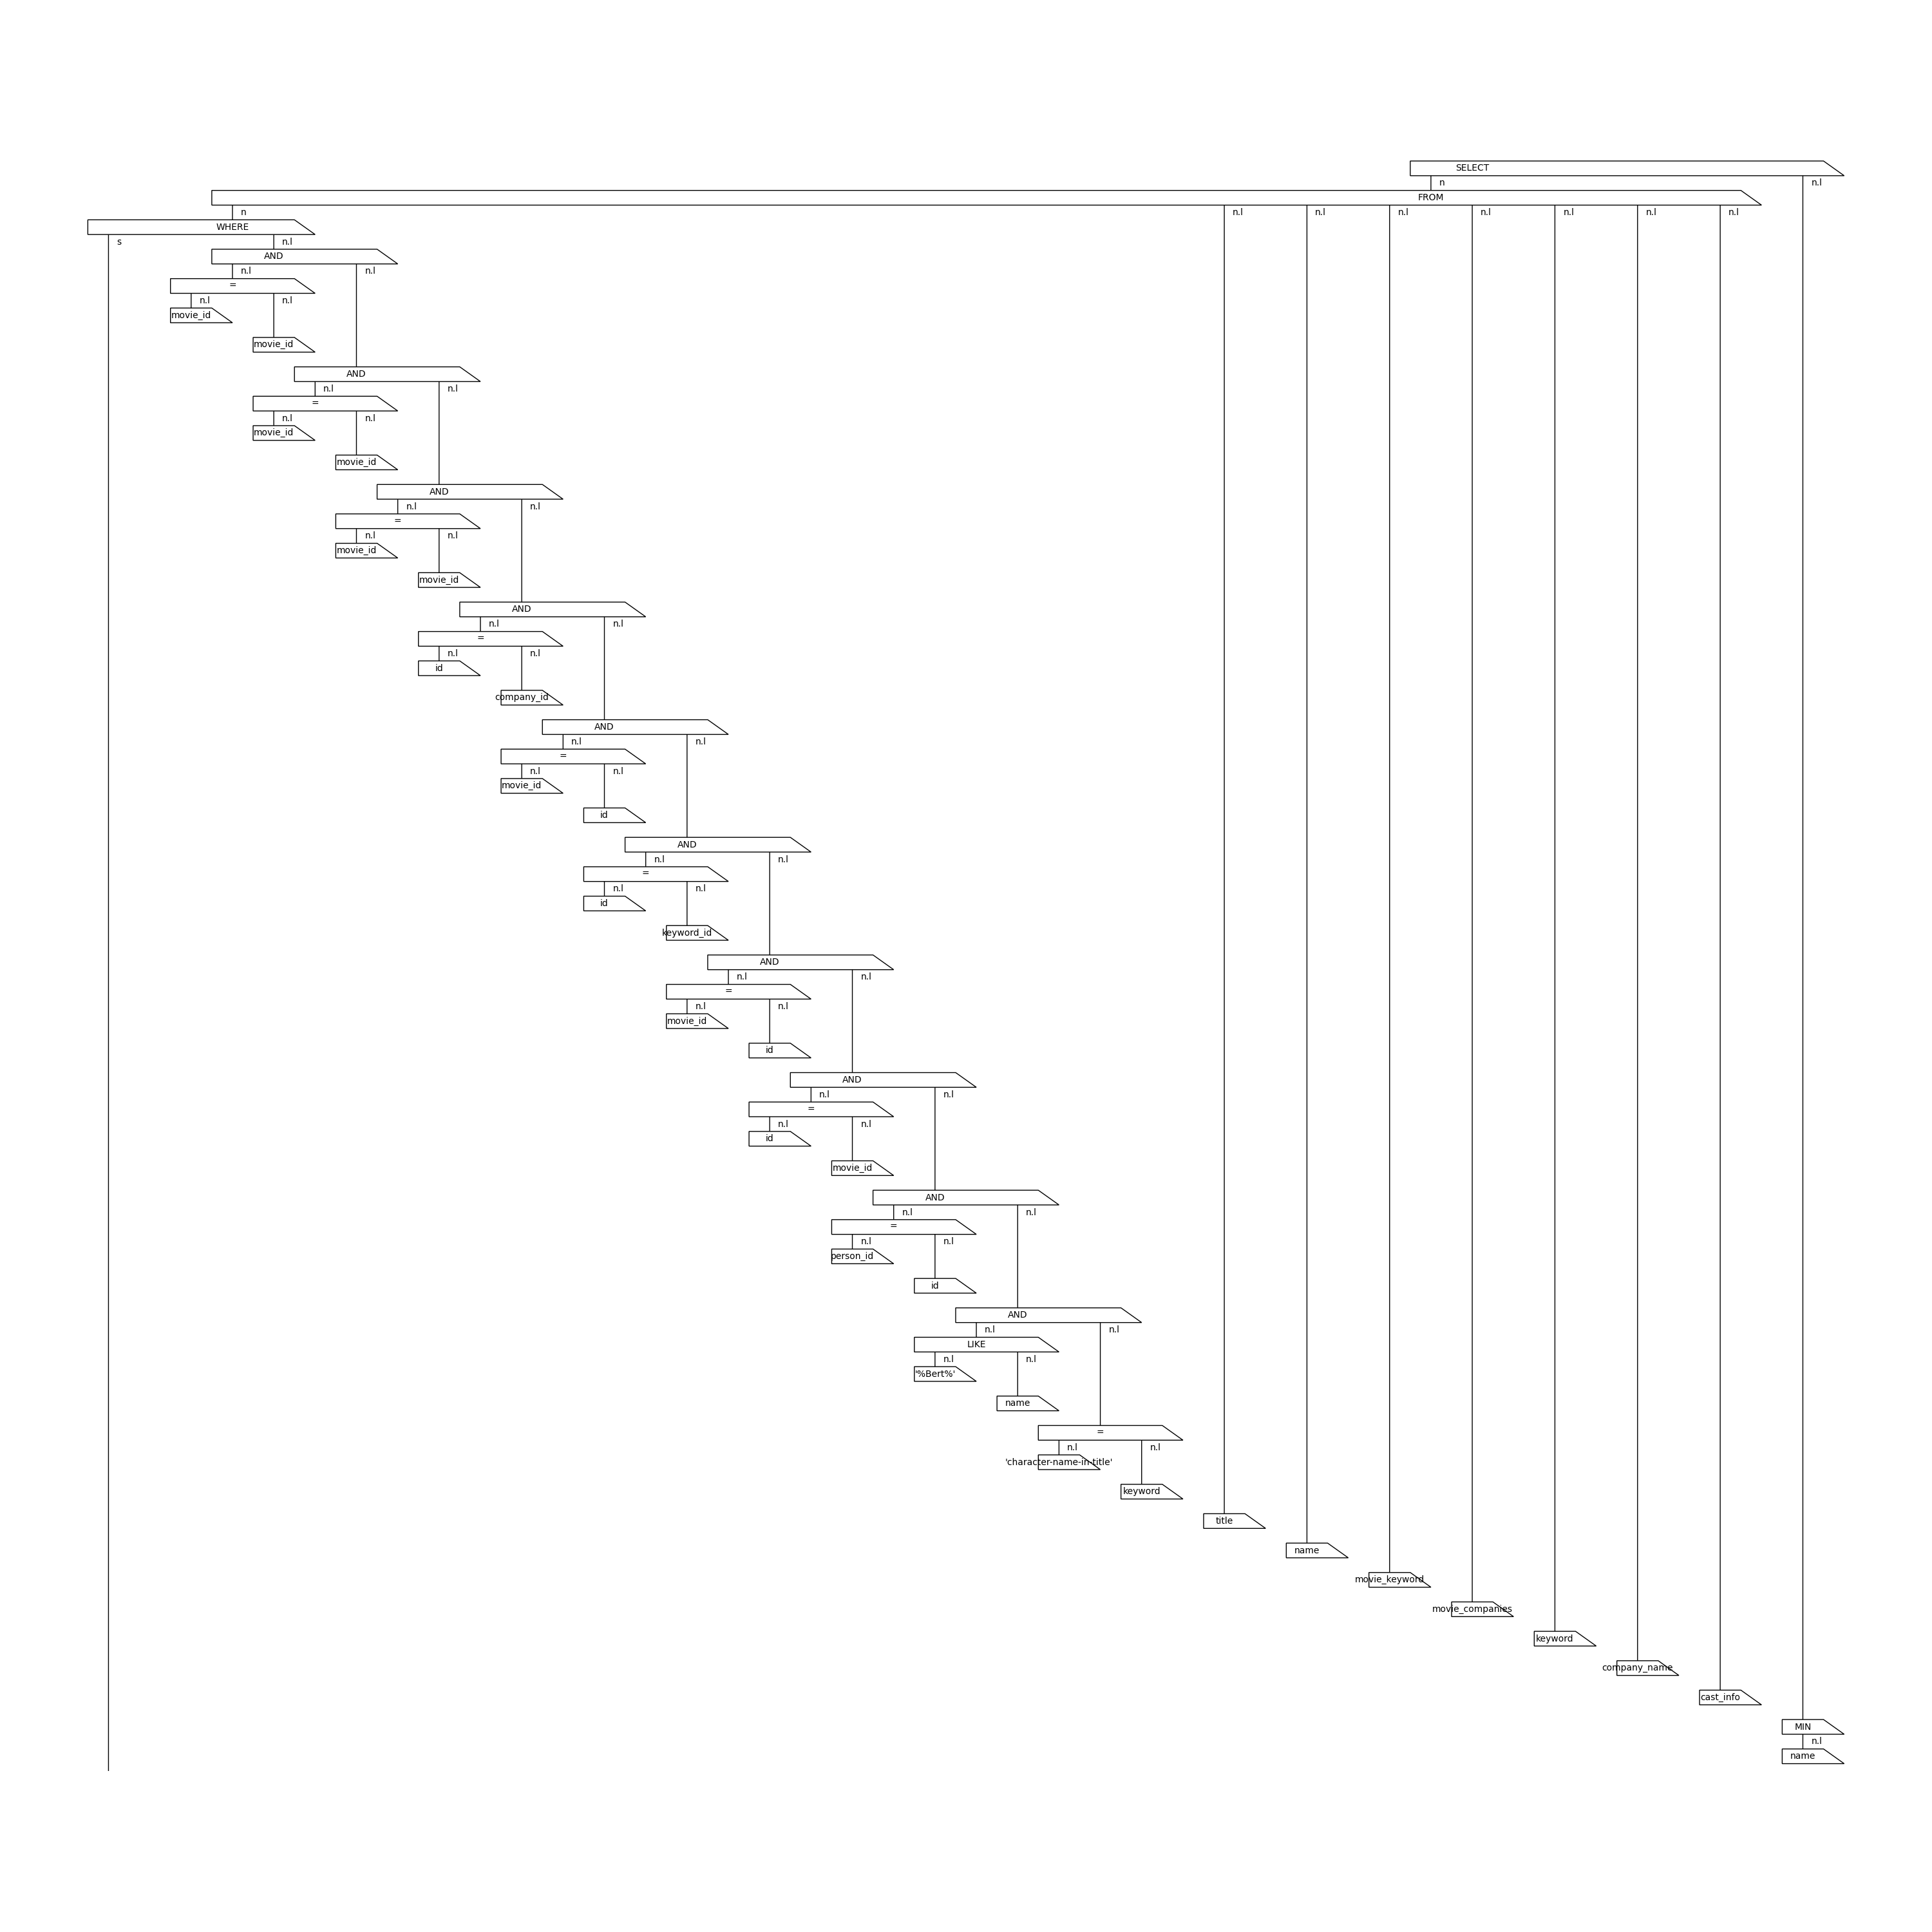 SELECT
n n.l
FROM
n n.l n.l n.l n.l n.l n.l n.l
WHERE
s n.l
AND
n.l n.l
=
n.l n.l
movie_id
movie_id
AND
n.l n.l
=
n.l n.l
movie_id
movie_id
AND
n.l n.l
=
n.l n.l
movie_id
movie_id
AND
n.l n.l
=
n.l n.l
id
company_id
AND
n.l n.l
=
n.l n.l
movie_id
id
AND
n.l n.l
=
n.l n.l
id
keyword_id
AND
n.l n.l
=
n.l n.l
movie_id
id
AND
n.l n.l
=
n.l n.l
id
movie_id
AND
n.l n.l
=
n.l n.l
person_id
id
AND
n.l n.l
LIKE
n.l n.l
'%Bert%'
name
=
n.l n.l
'character-name-in-title'
keyword
title
name
movie_keyword
movie_companies
keyword
company_name
cast_info
MIN
n.l
name